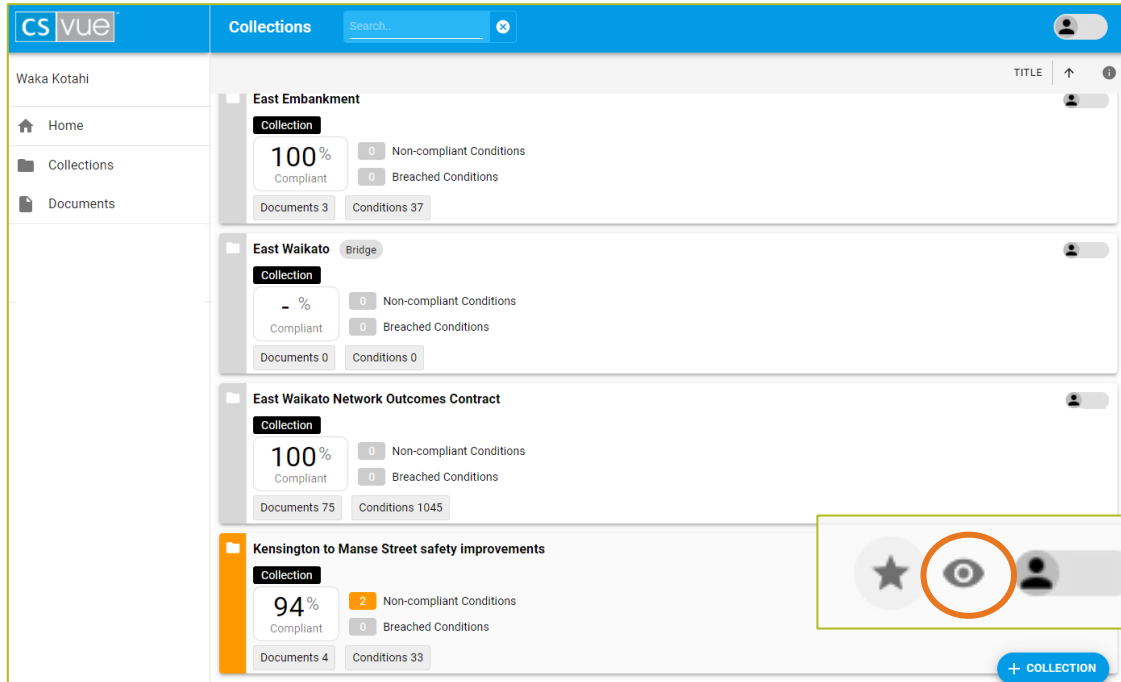 cs vue
Collections
Search..
Waka Kotahi
TITLE
Home
Collections
Documents
East Embankment
Collection
100%
Compliant
0 Non-compliant Conditions
0 Breached Conditions
Documents 3 Conditions 37
East Waikato Bridge
Collection
- %
Compliant
0 Non-compliant Conditions
0 Breached Conditions
Documents 0 Conditions 0
East Waikato Network Outcomes Contract
Collection
100%
Compliant
0 Non-compliant Conditions
0 Breached Conditions
Documents 75 Conditions 1045
Kensington to Manse Street safety improvements
Collection
94%
Compliant
2 Non-compliant Conditions
0 Breached Conditions
Documents 4 Conditions 33
+ COLLECTION